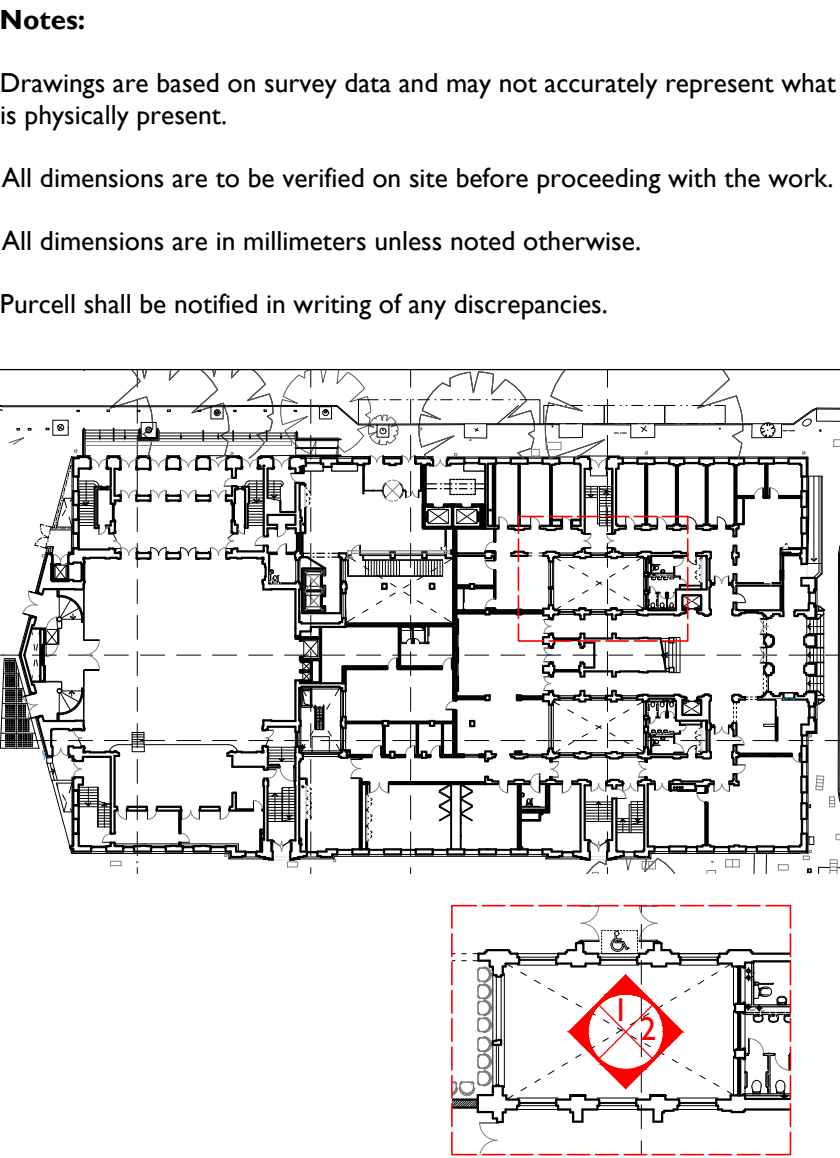 Notes:
Drawings are based on survey data and may not accurately represent what
is physically present.
All dimensions are to be verified on site before proceeding with the work.
All dimensions are in millimeters unless noted otherwise.
Purcell shall be notified in writing of any discrepancies.
1
2